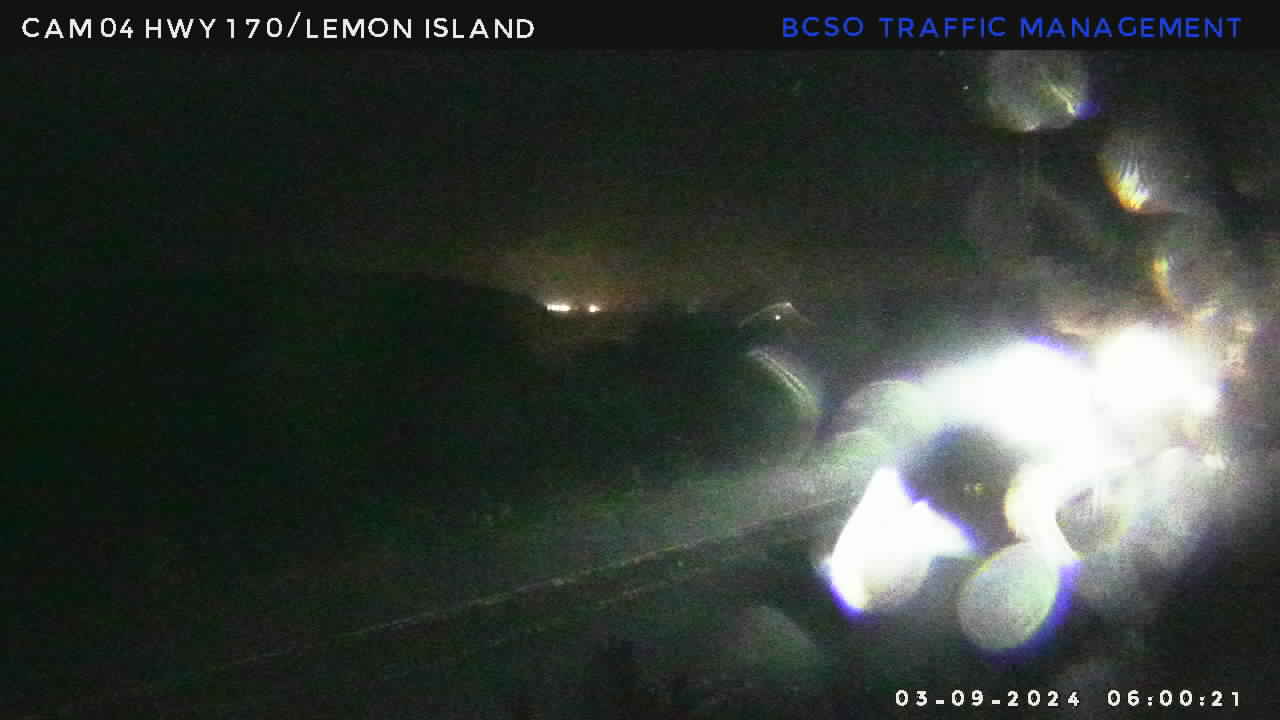 CAM04 HWY 170/LEMON ISLAND
BCSO TRAFFIC MANAGEMENT
03-09-2024 06:00:21